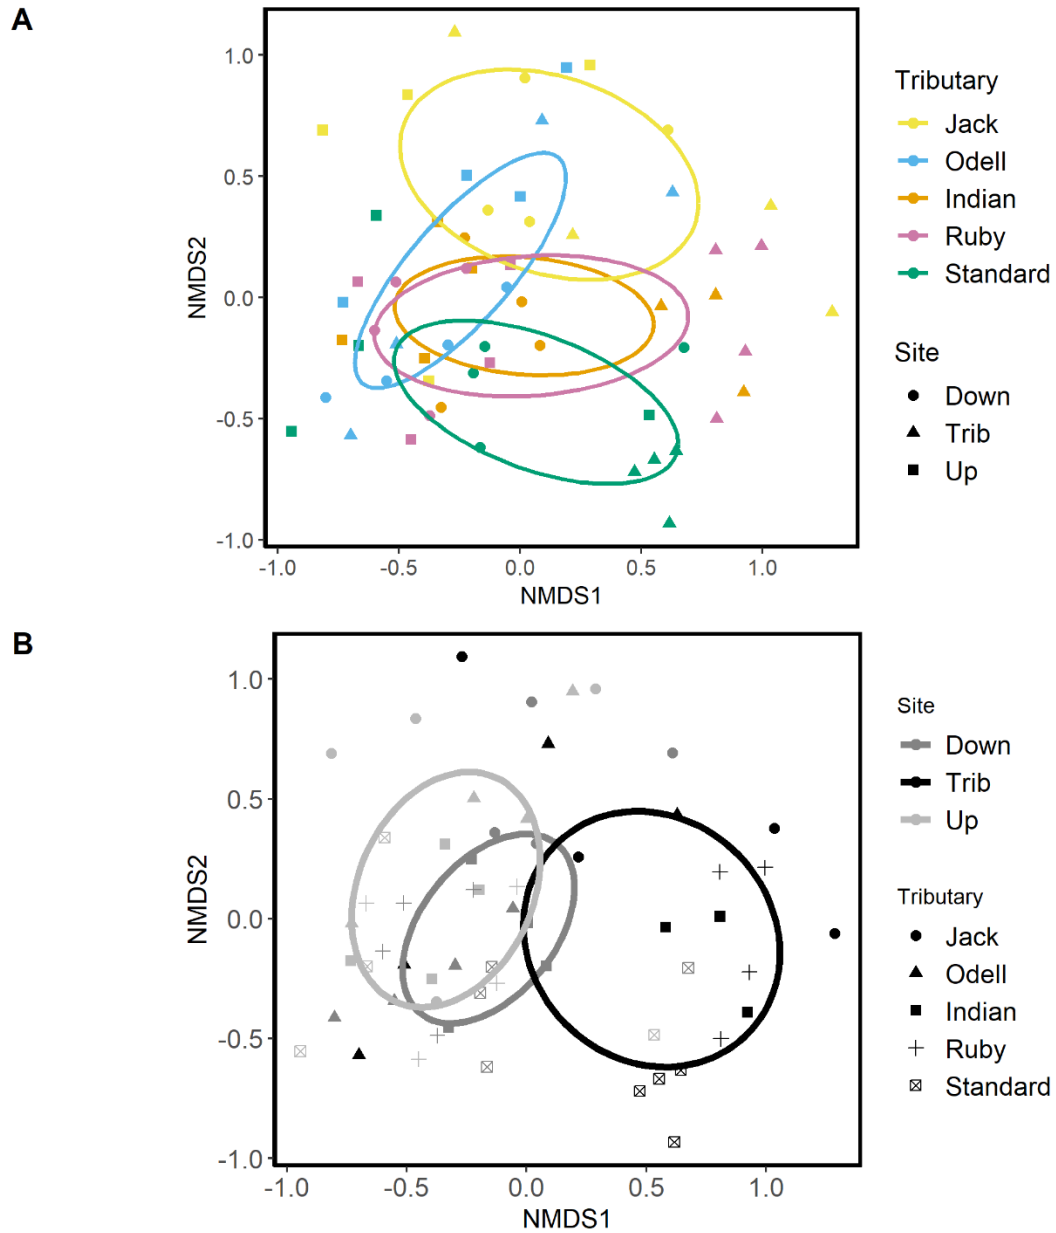 A
Tributary
Jack
Odell
Indian
Ruby
Standard
Site
Down
Trib
Up
NMDS2
1.0
0.5
0.0
-0.5
-1.0
-1.0 -0.5 0.0 0.5 1.0
NMDS1
B
Site
Down
Trib
Up
Tributary
Jack
Odell
Indian
Ruby
Standard
NMDS2
1.0
0.5
0.0
-0.5
-1.0
-1.0 -0.5 0.0 0.5 1.0
NMDS1